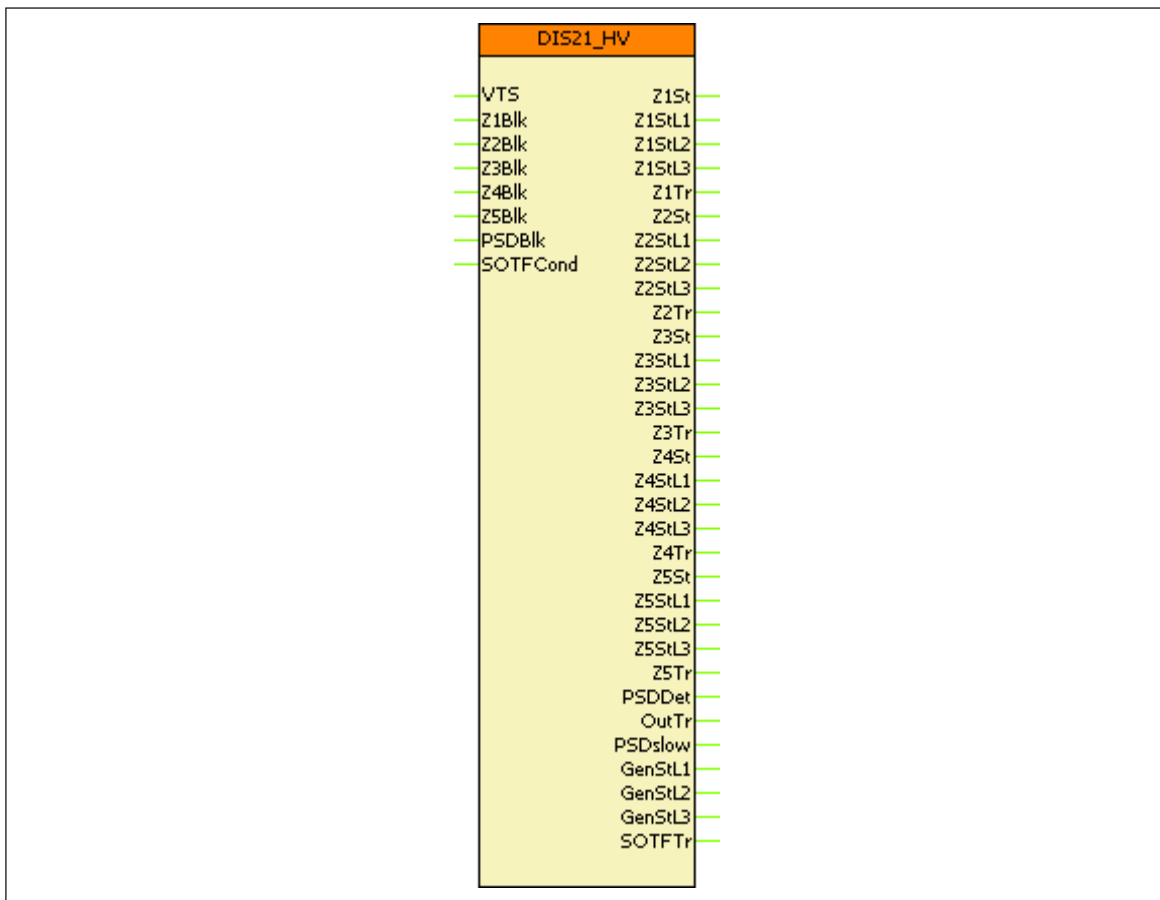 DIS21_HV
VTS Z1St
Z1Blk Z1StL1
Z2Blk Z1StL2
Z3Blk Z1StL3
Z4Blk Z1Tr
Z5Blk Z2St
PSDBlk Z2StL1
SOTFCond Z2StL2
Z2StL3
Z2Tr
Z3St
Z3StL1
Z3StL2
Z3StL3
Z3Tr
Z4St
Z4StL1
Z4StL2
Z4StL3
Z4Tr
Z5St
Z5StL1
Z5StL2
Z5StL3
Z5Tr
PSDDet
OutTr
PSDslow
GenStL1
GenStL2
GenStL3
SOTFTr